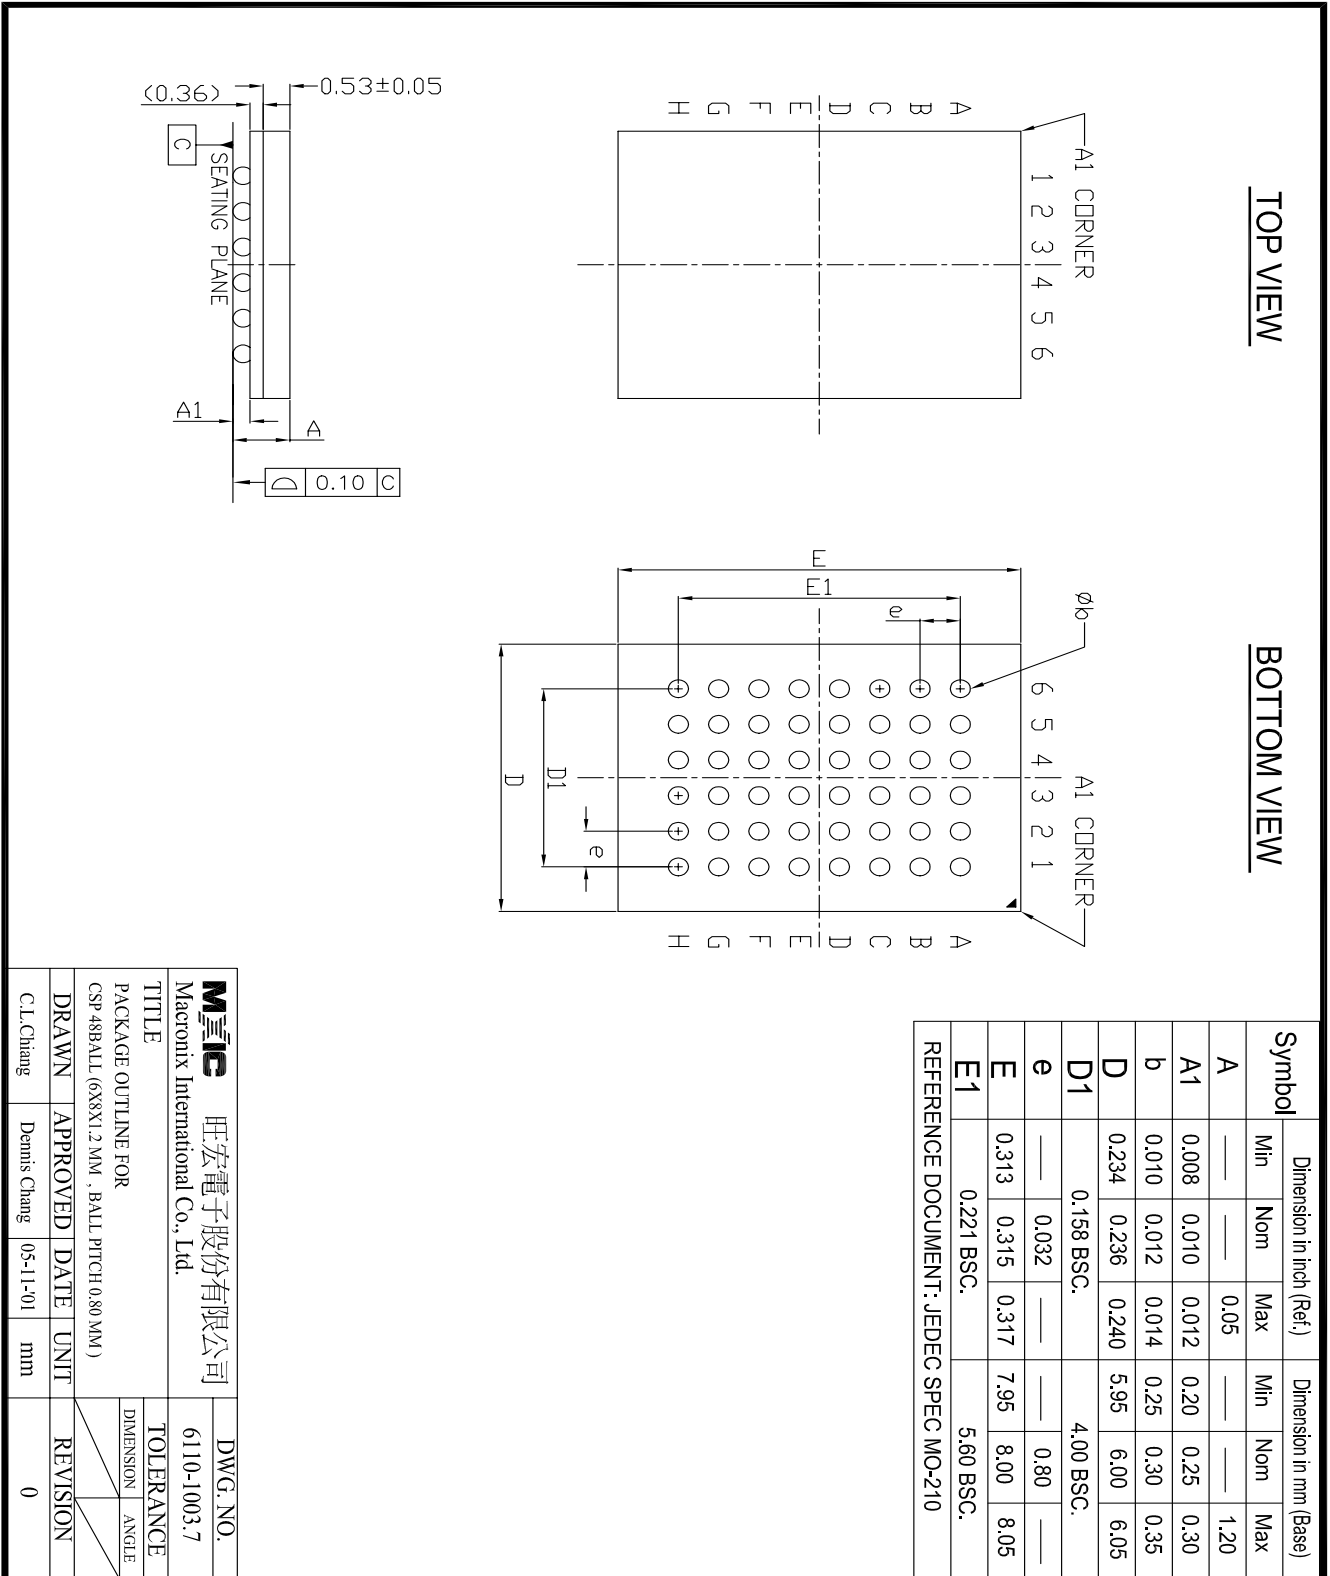 TOP VIEW
BOTTOM VIEW
A1 CORNER
1 2 3 4 5 6
A
B
C
D
E
F
G
H
Øb
6 5 4 3 2 1
A1 CORNER
e
E1
E
A
B
C
D
E
F
G
H
e
D1
D
0.53±0.05
(0.36)
C
SEATING PLANE
A1
A
0.10 C
Symbol Dimension in inch (Ref.) Dimension in mm (Base)
Min Nom Max Min Nom Max
A — — 0.05 — — 1.20
A1 0.008 0.010 0.012 0.20 0.25 0.30
b 0.010 0.012 0.014 0.25 0.30 0.35
D 0.234 0.236 0.240 5.95 6.00 6.05
D1 0.158 BSC. 4.00 BSC.
e — 0.032 — — 0.80 —
E 0.313 0.315 0.317 7.95 8.00 8.05
E1 0.221 BSC. 5.60 BSC.
REFERENCE DOCUMENT: JEDEC SPEC MO-210
MXIC 旺宏電子股份有限公司
Macronix International Co., Ltd.
DWG. NO.
6110-1003.7
TITLE
PACKAGE OUTLINE FOR
CSP 48BALL (6X8X1.2 MM , BALL PITCH 0.80 MM )
TOLERANCE
DIMENSION ANGLE
DRAWN APPROVED DATE UNIT REVISION
C.L.Chiang Dennis Chang 05-11-'01 mm 0